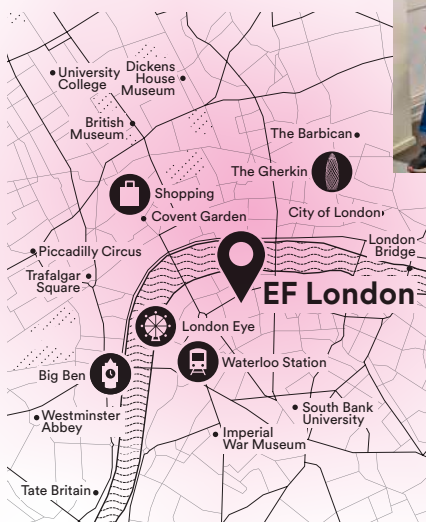 University
College
Dickens
House
Museum
British
Museum
The Barbican
The Gherkin
Shopping
Covent Garden
City of London
Piccadilly Circus
London
Bridge
Trafalgar
Square
EF London
London Eye
Waterloo Station
Big Ben
South Bank
University
Westminster
Abbey
Imperial
War Museum
Tate Britain